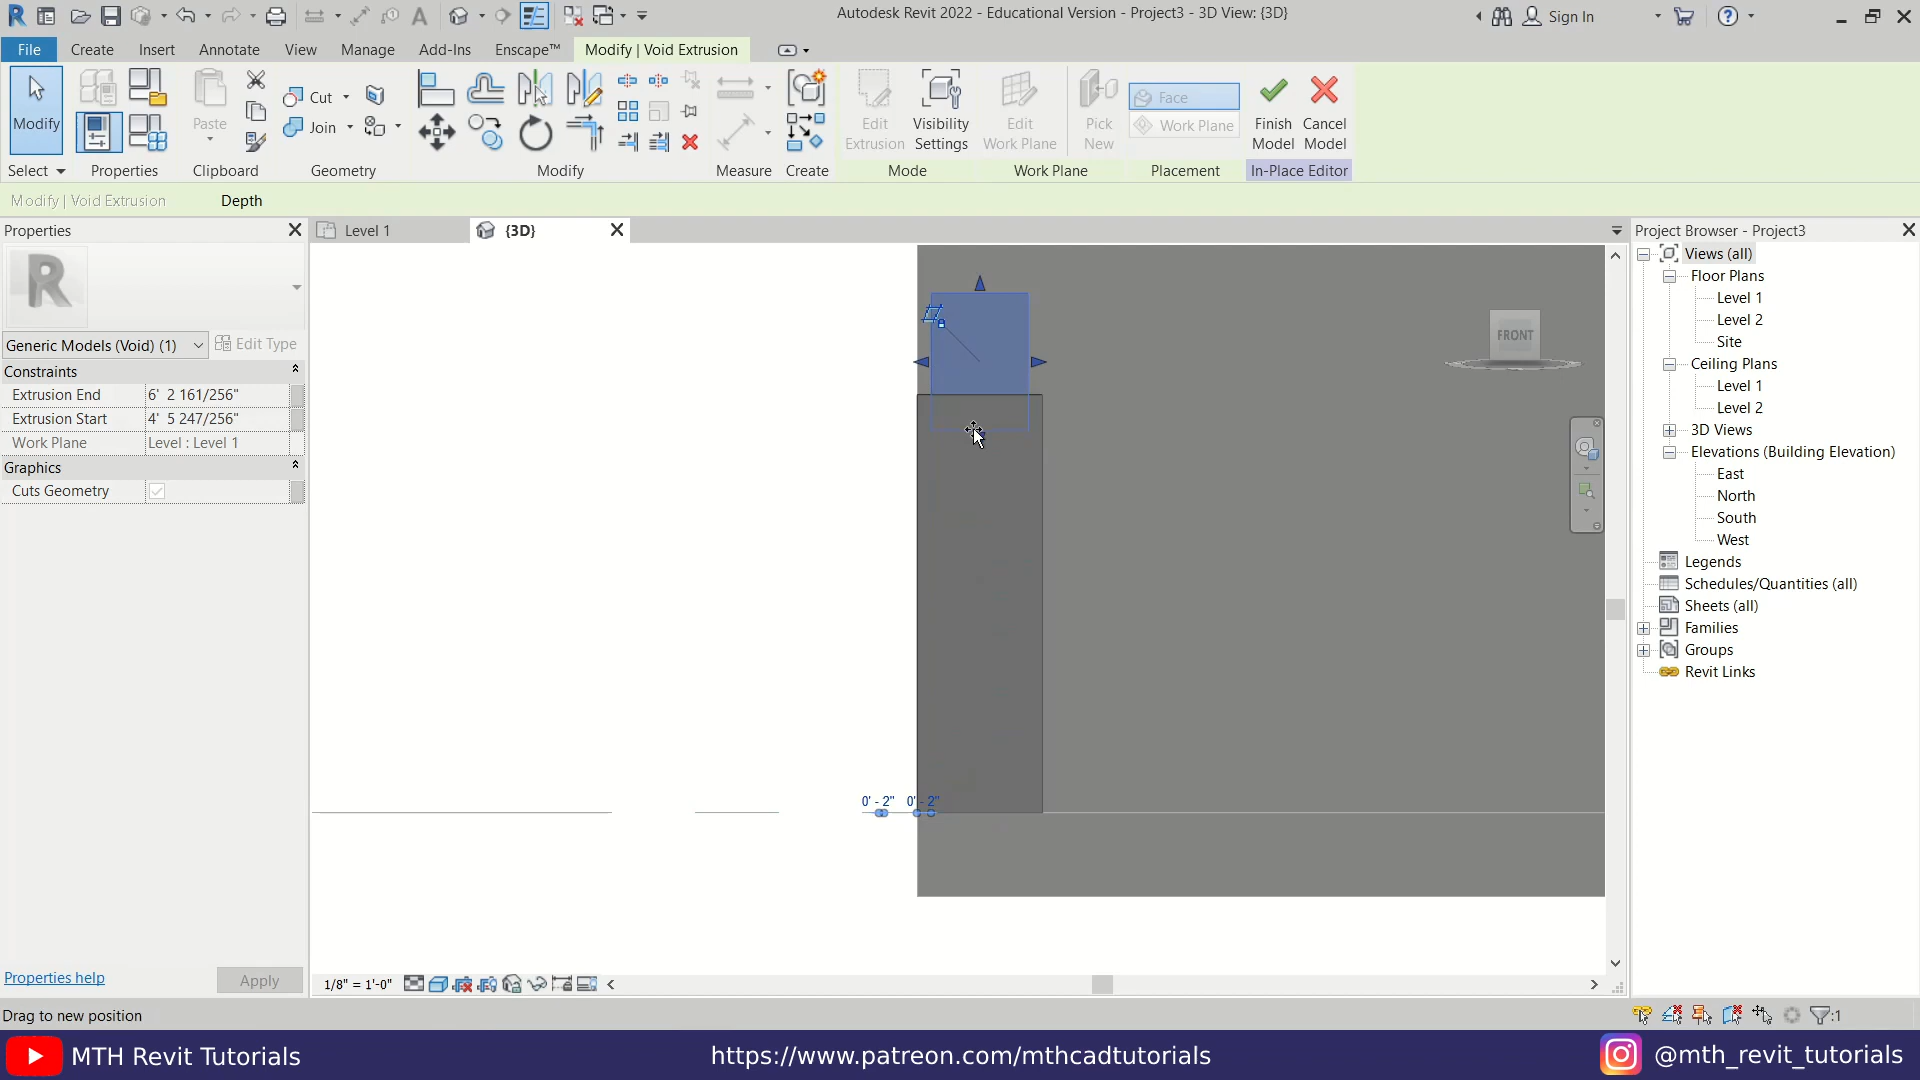 Autodesk Revit 2022 - Educational Version - Project3 - 3D View: {3D}
Sign In
File Create Insert Annotate View Manage Add-Ins Enscape™ Modify | Void Extrusion
Modify
Paste
Cut
Join
Edit Extrusion
Visibility Settings
Edit Work Plane
Pick New
Face
Work Plane
Finish Model
Cancel Model
Select Properties Clipboard Geometry Modify Measure Create Mode Work Plane Placement In-Place Editor
Modify | Void Extrusion Depth
Properties
Level 1
{3D}
Project Browser - Project3
Generic Models (Void) (1)
Edit Type
Constraints
Extrusion End 6' 2 161/256"
Extrusion Start 4' 5 247/256"
Work Plane Level : Level 1
Graphics
Cuts Geometry
Properties help
Apply
FRONT
0' - 2" 0' - 2"
Views (all)
Floor Plans
Level 1
Level 2
Site
Ceiling Plans
Level 1
Level 2
3D Views
Elevations (Building Elevation)
East
North
South
West
Legends
Schedules/Quantities (all)
Sheets (all)
Families
Groups
Revit Links
1/8" = 1'-0"
Drag to new position
:1
MTH Revit Tutorials
https://www.patreon.com/mthcadtutorials
@mth_revit_tutorials